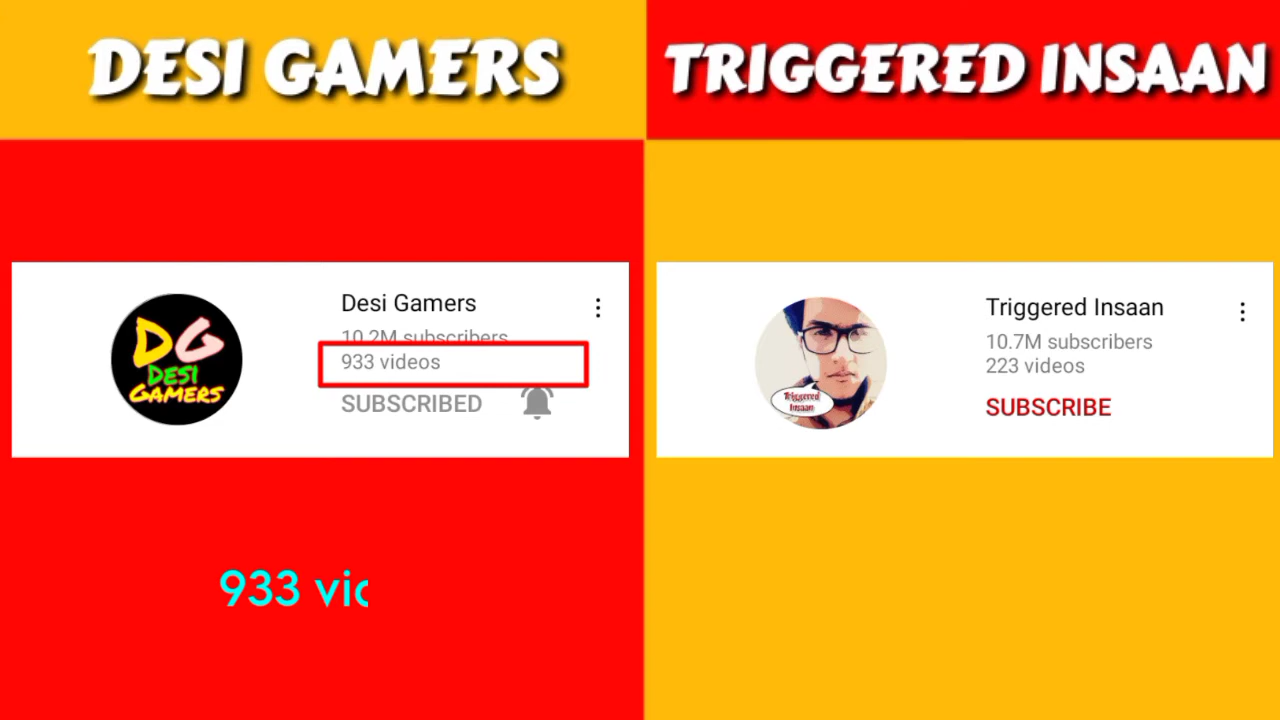 DESI GAMERS
TRIGGERED INSAAN
DG
DESI
GAMERS
Desi Gamers
10.2M subscribers
933 videos
SUBSCRIBED
Triggered
Insaan
Triggered Insaan
10.7M subscribers
223 videos
SUBSCRIBE
933 vic